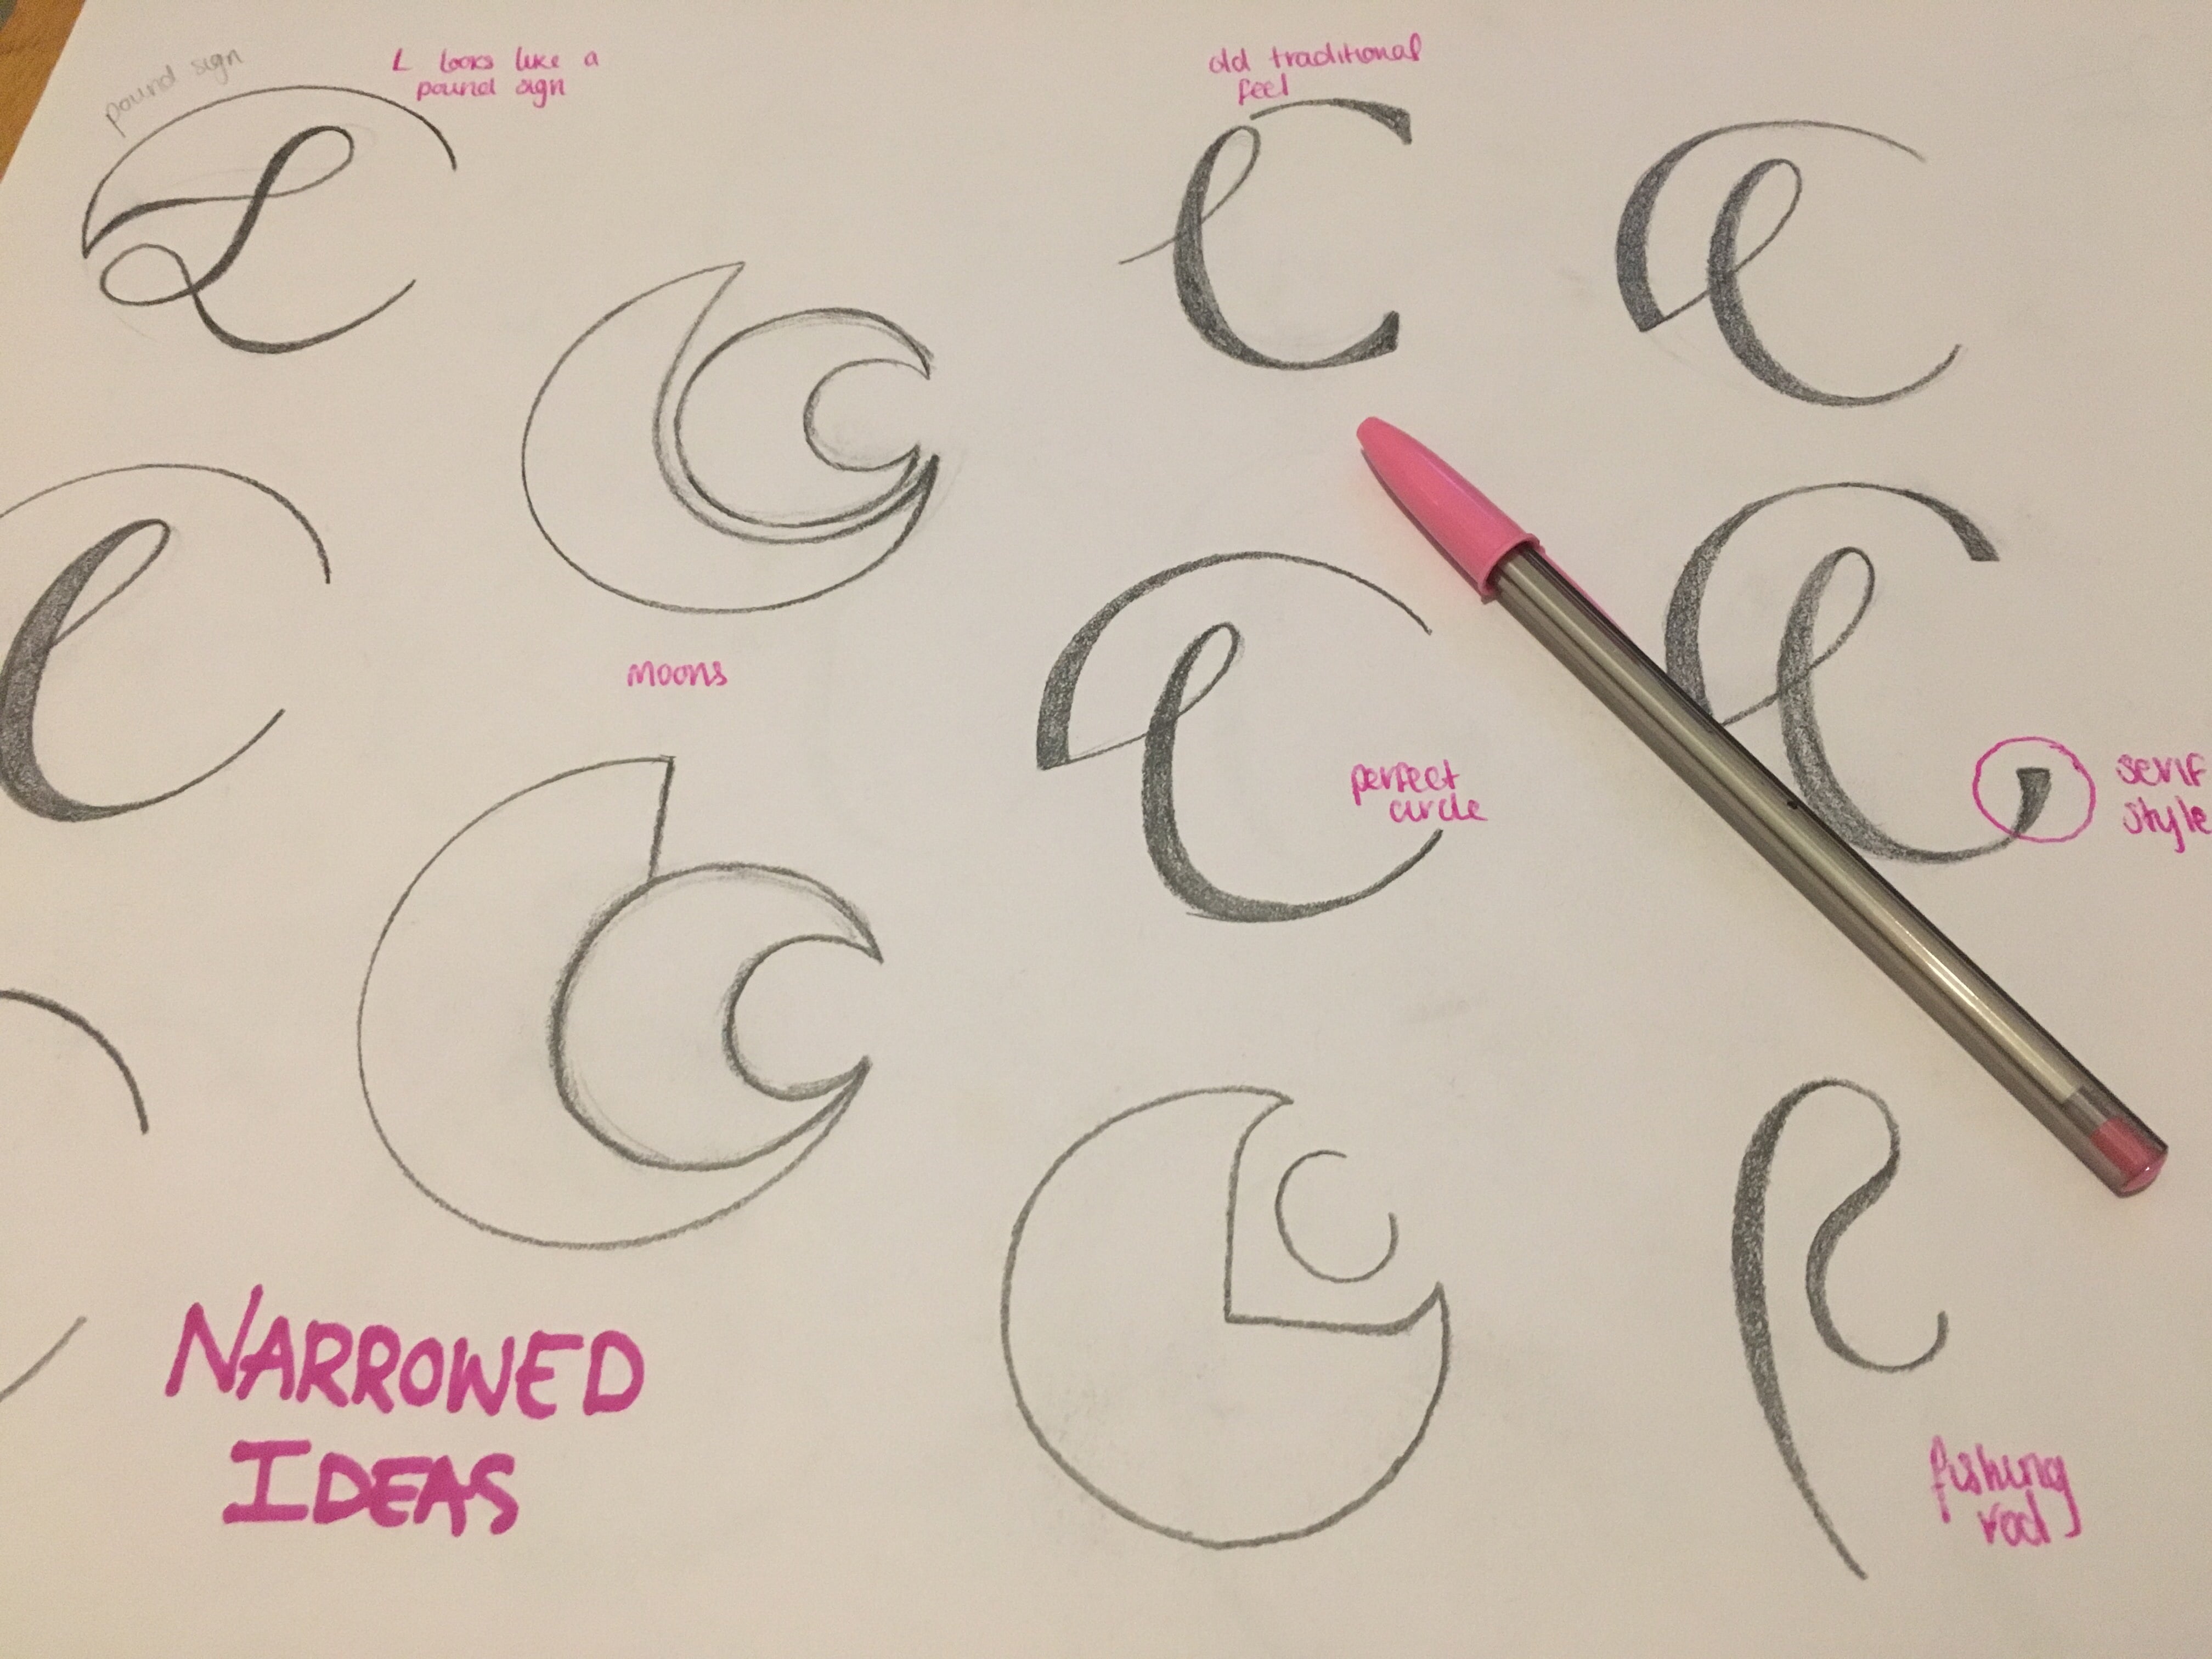 pound sign
L looks like a
pound sign
old traditional
feel
moons
perfect
circle
serif
style
fishing
rod
NARROWED
IDEAS